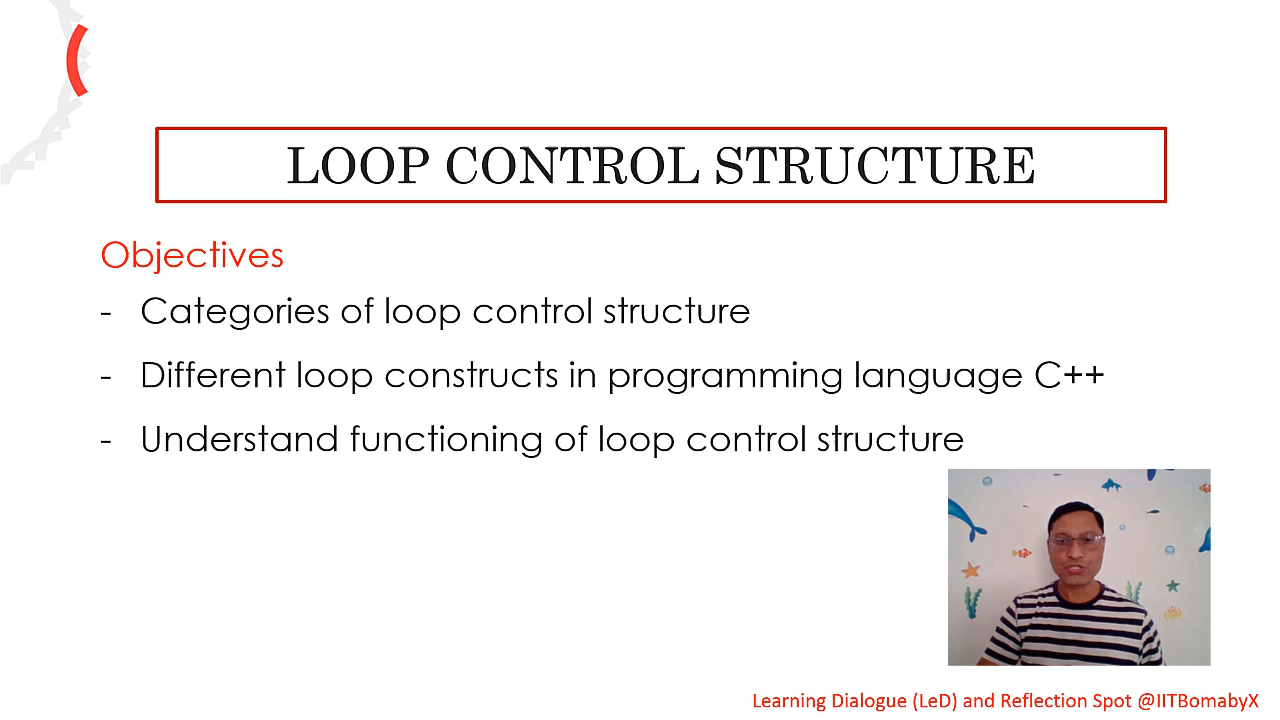 LOOP CONTROL STRUCTURE
Objectives
- Categories of loop control structure
- Different loop constructs in programming language C++
- Understand functioning of loop control structure
Learning Dialogue (LeD) and Reflection Spot @IITBomabyX